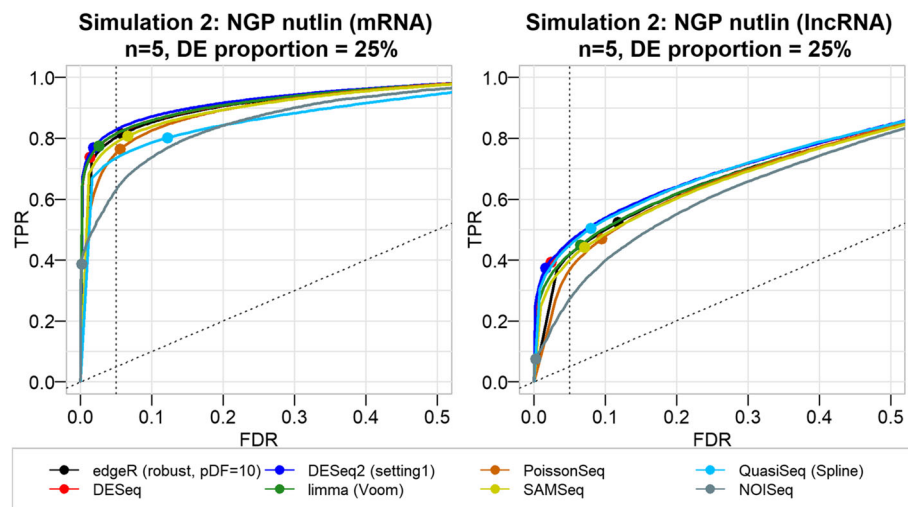 Simulation 2: NGP nutlin (mRNA)
n=5, DE proportion = 25%
1.0
0.8
0.6
0.4
0.2
0.0
TPR
0.0 0.1 0.2 0.3 0.4 0.5
FDR
Simulation 2: NGP nutlin (lncRNA)
n=5, DE proportion = 25%
1.0
0.8
0.6
0.4
0.2
0.0
TPR
0.0 0.1 0.2 0.3 0.4 0.5
FDR
edgeR (robust, pDF=10) DESeq2 (setting1) PoissonSeq QuasiSeq (Spline)
DESeq limma (Voom) SAMSeq NOISeq